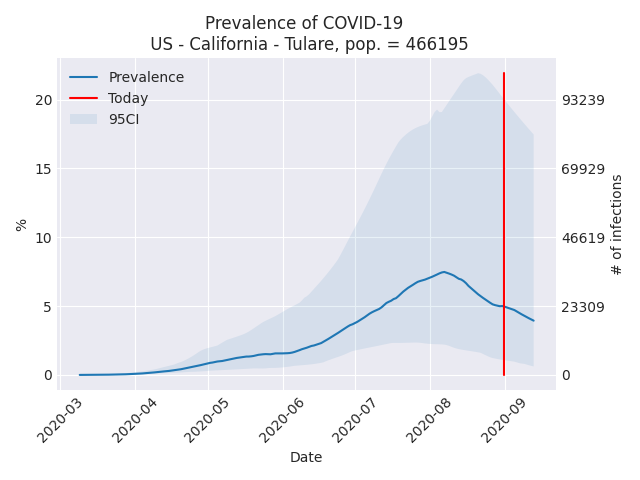 Prevalence of COVID-19
US - California - Tulare, pop. = 466195
Prevalence
Today
95CI
%
20
15
10
5
0
93239
69929
46619
23309
0
# of infections
2020-03
2020-04
2020-05
2020-06
2020-07
2020-08
2020-09
Date